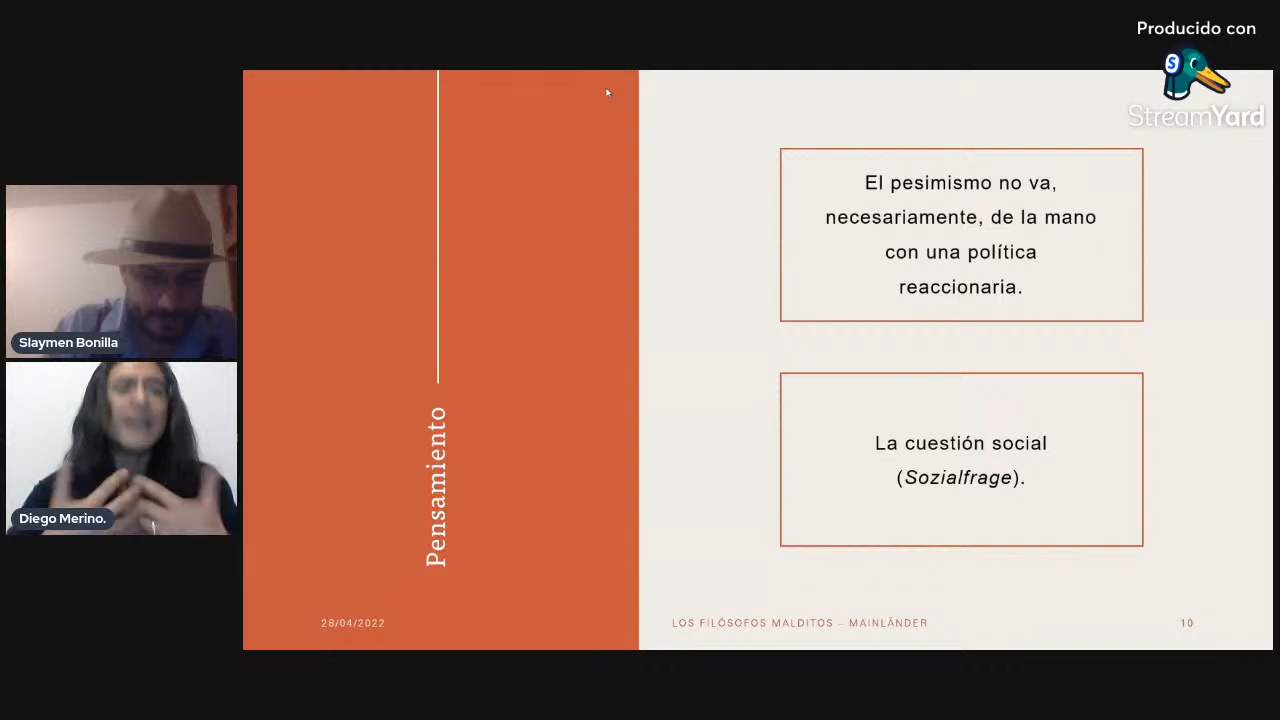 Producido con
StreamYard
El pesimismo no va,
necesariamente, de la mano
con una política
reaccionaria.
Slaymen Bonilla
La cuestión social
(Sozialfrage).
Diego Merino.
Pensamiento
28/04/2022
LOS FILÓSOFOS MALDITOS – MAINLÄNDER
10